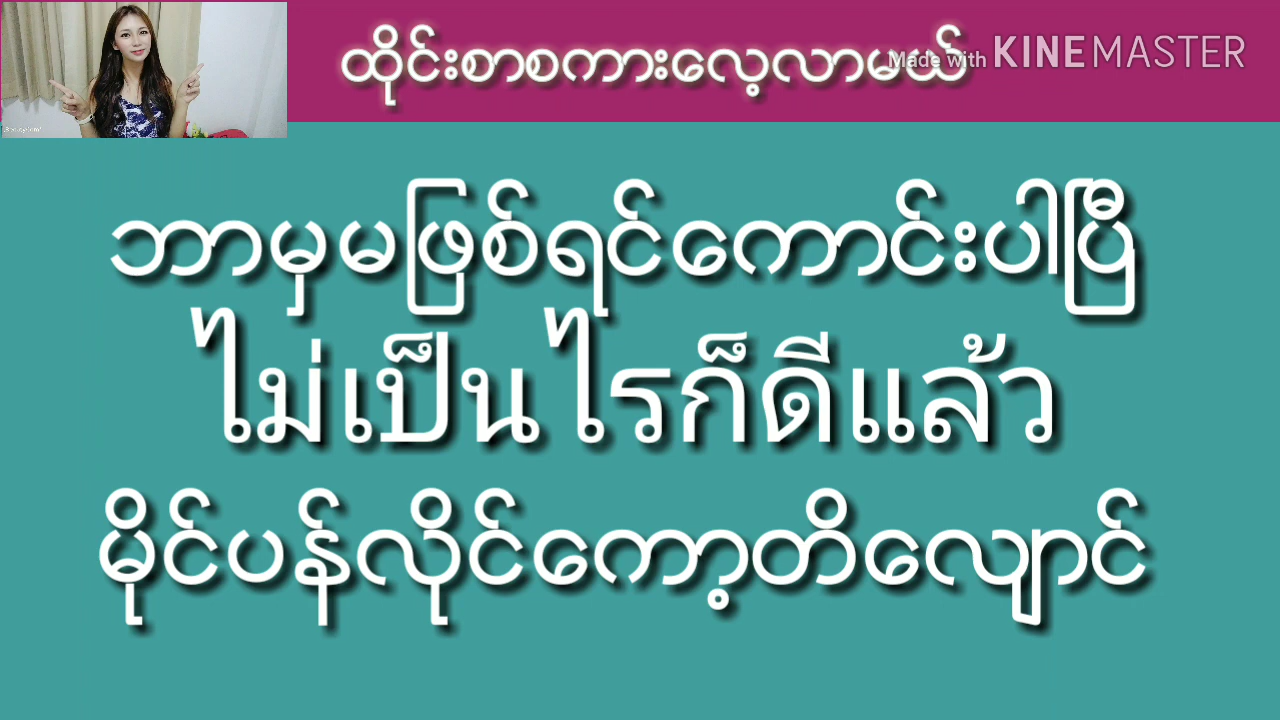 ထိုင်းစာစကားလေ့လာမယ်
Made with KINEMASTER
ဘာမှမဖြစ်ရင်ကောင်းပါပြီ
ไม่เป็นไรก็ดีแล้ว
မိုင်ပန်လိုင်ကော့တိလျောင်